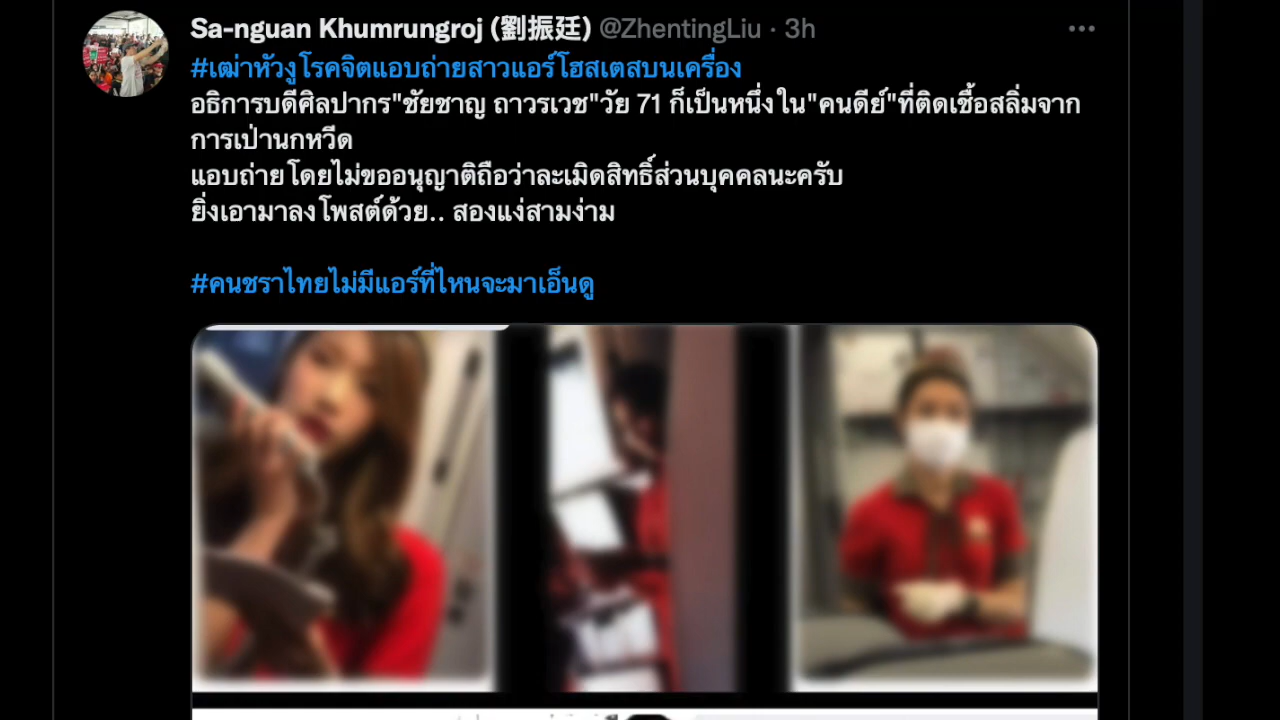 Sa-nguan Khumrungroj (劉振廷) @ZhentingLiu · 3h
#เฒ่าหัวงูโรคจิตแอบถ่ายสาวแอร์โฮสเตสบนเครื่อง
อธิการบดีศิลปากร"ชัยชาญ ถาวรเวช"วัย 71 ก็เป็นหนึ่งใน"คนดีย์"ที่ติดเชื้อสลิ่มจาก
การเป่านกหวีด
แอบถ่ายโดยไม่ขออนุญาติถือว่าละเมิดสิทธิ์ส่วนบุคคลนะครับ
ยิ่งเอามาลงโพสต์ด้วย.. สองแง่สามง่าม
#คนชราไทยไม่มีแอร์ที่ไหนจะมาเอ็นดู